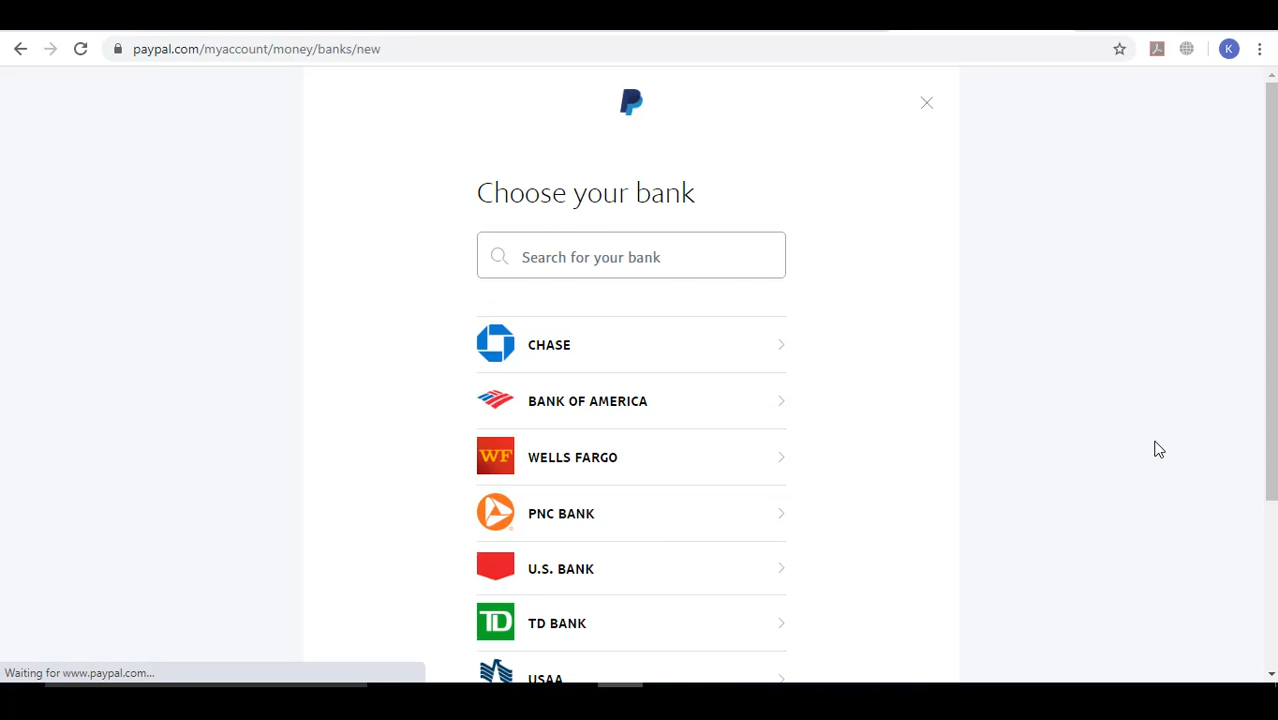 paypal.com/myaccount/money/banks/new
K
Choose your bank
Search for your bank
CHASE
BANK OF AMERICA
WF WELLS FARGO
PNC BANK
U.S. BANK
TD TD BANK
USAA
Waiting for www.paypal.com...